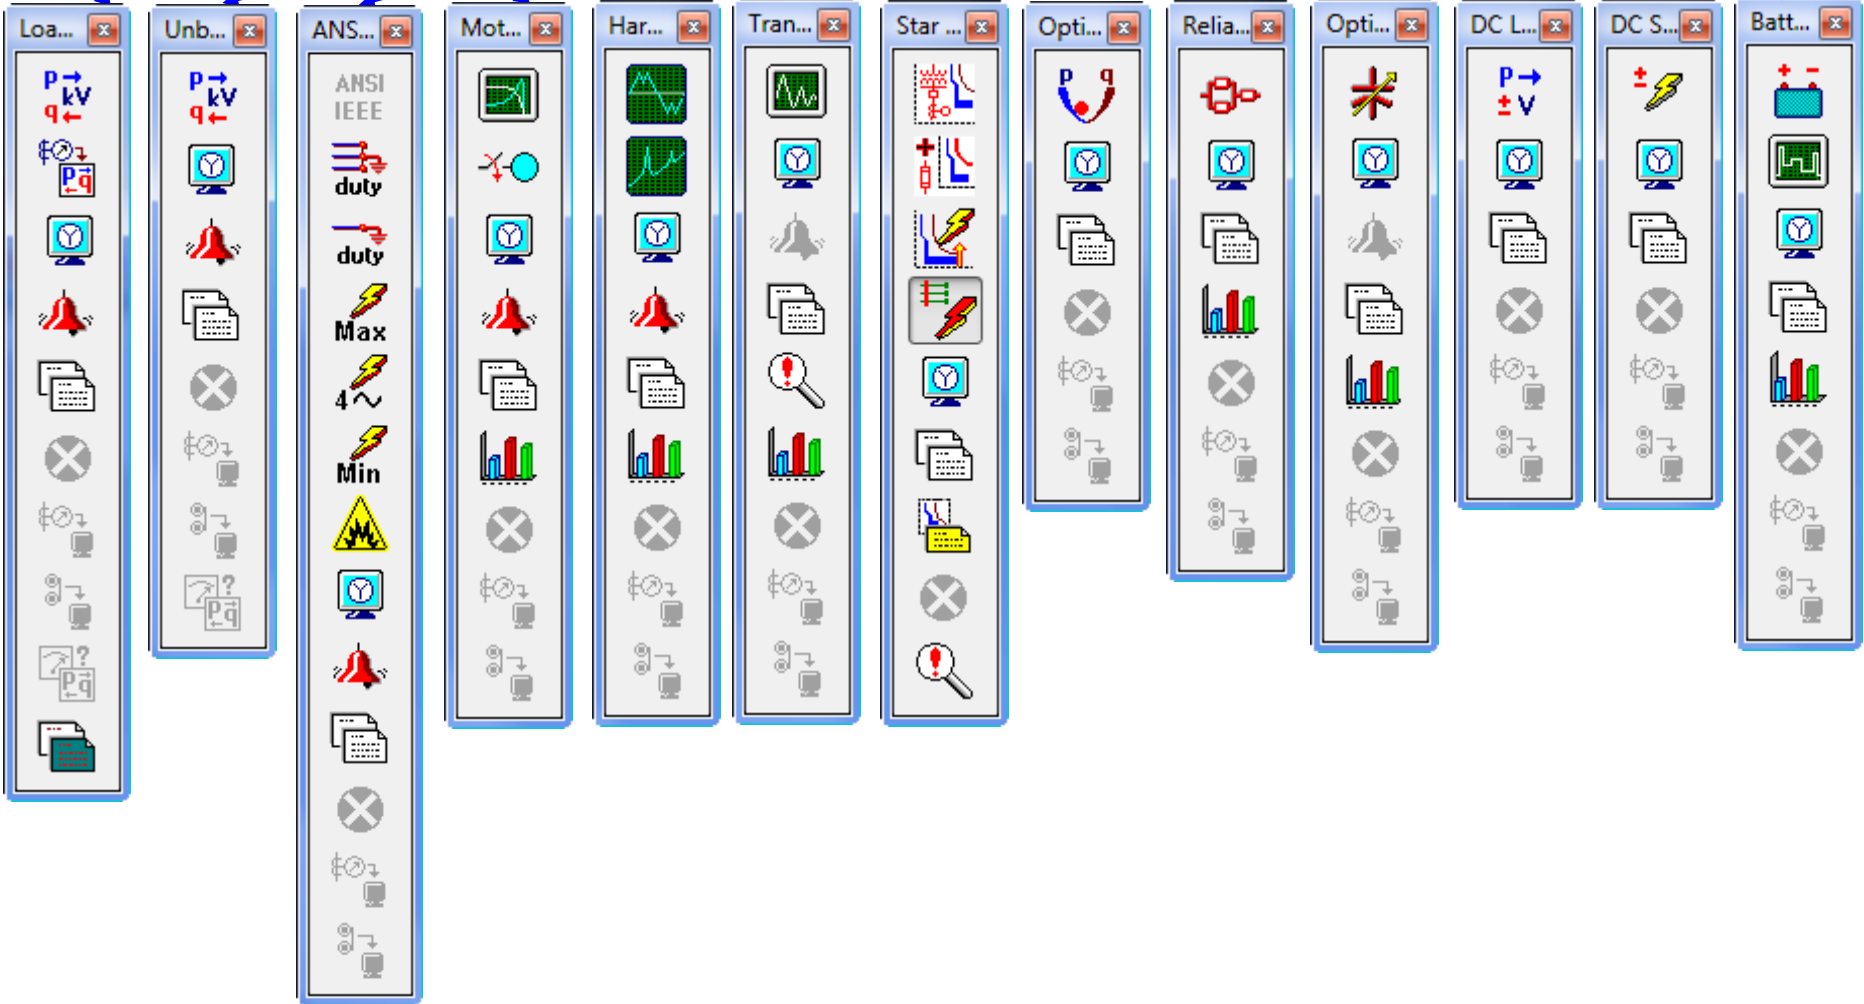 Loa...
Unb...
ANS...
Mot...
Har...
Tran...
Star ...
Opti...
Relia...
Opti...
DC L...
DC S...
Batt...
P
kV
q
P q
?
P q
P
kV
q
?
P q
ANSI
IEEE
duty
duty
Max
4
Min
P q
P
± V
±
+ -